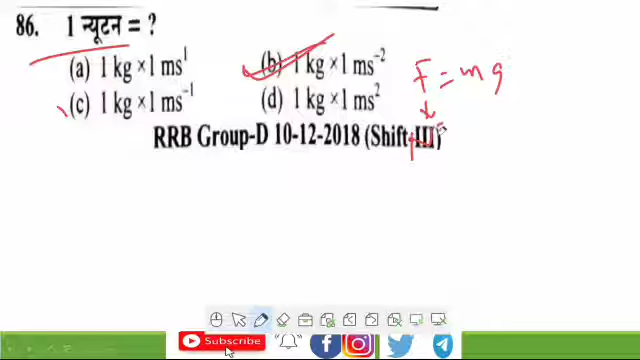 86. 1 न्यूटन = ?
(a) 1 kg × 1 ms¹ (b) 1 kg × 1 ms⁻²
(c) 1 kg × 1 ms⁻¹ (d) 1 kg × 1 ms²
F = mg
RRB Group-D 10-12-2018 (Shift-III)
Subscribe